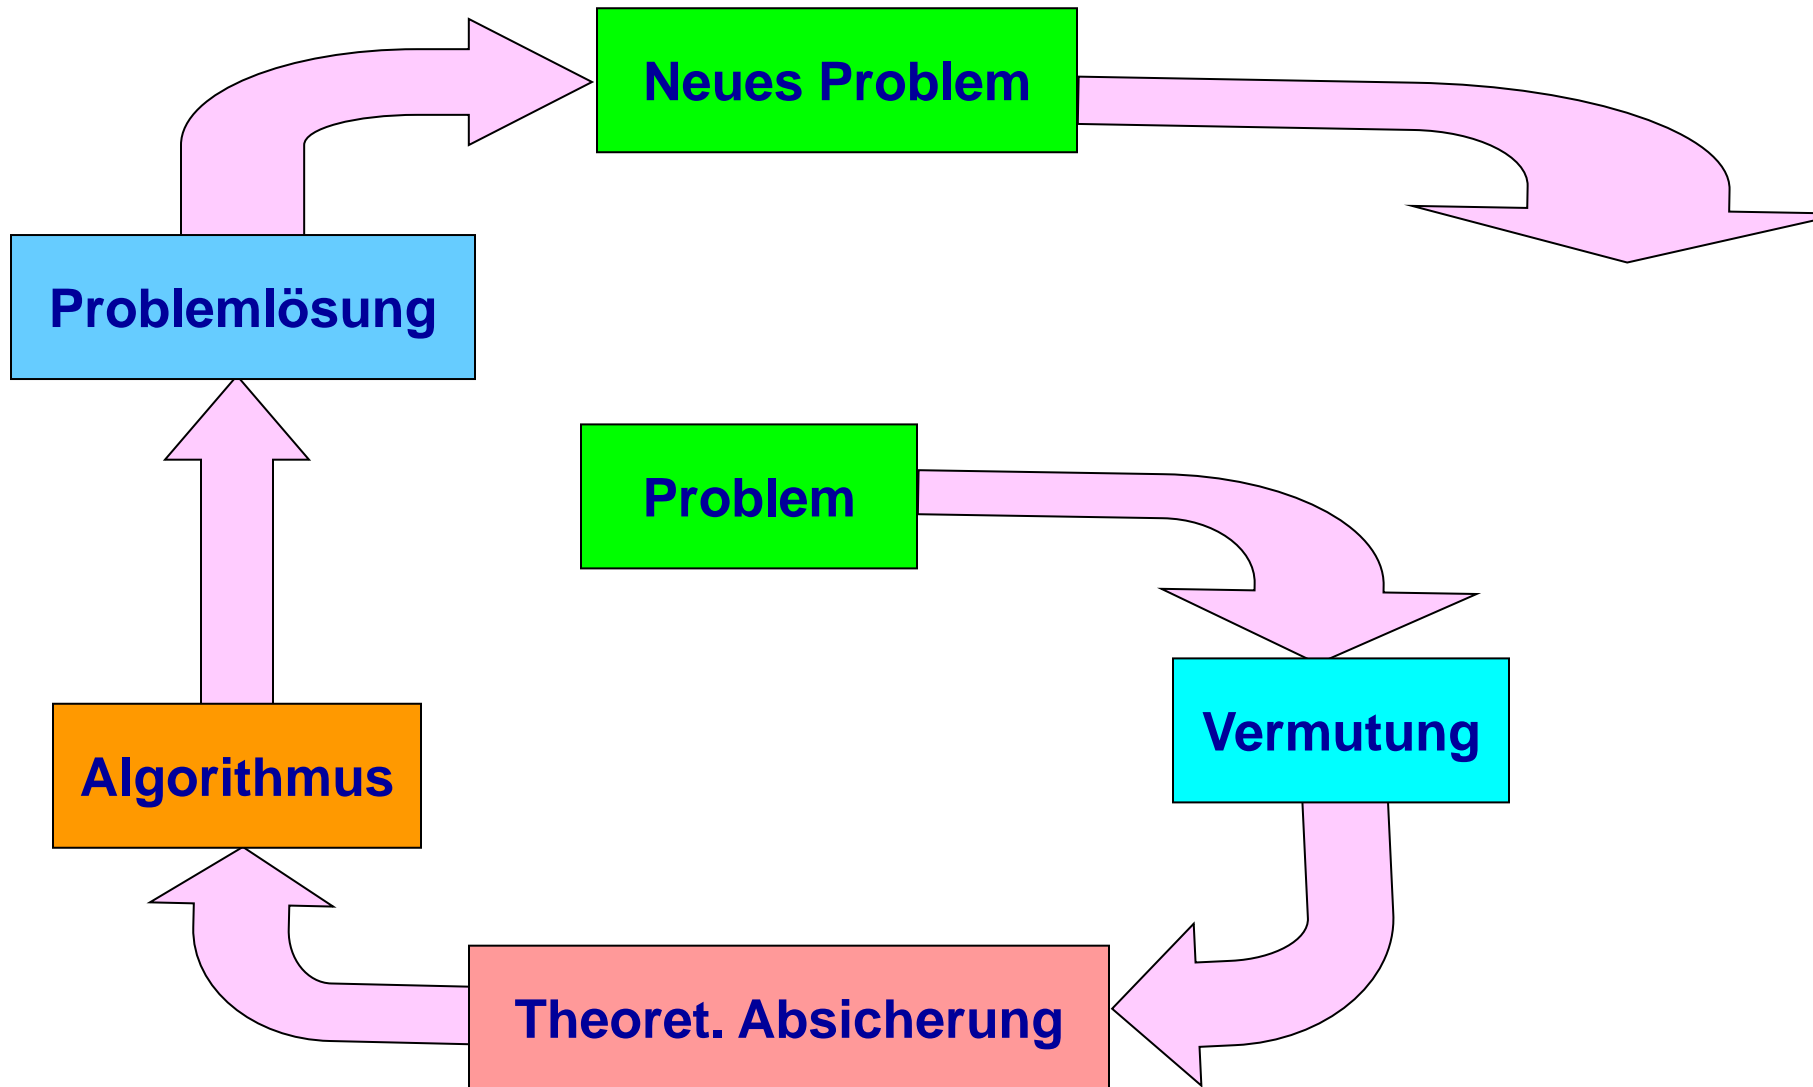 Neues Problem
Problemlösung
Problem
Vermutung
Algorithmus
Theoret. Absicherung